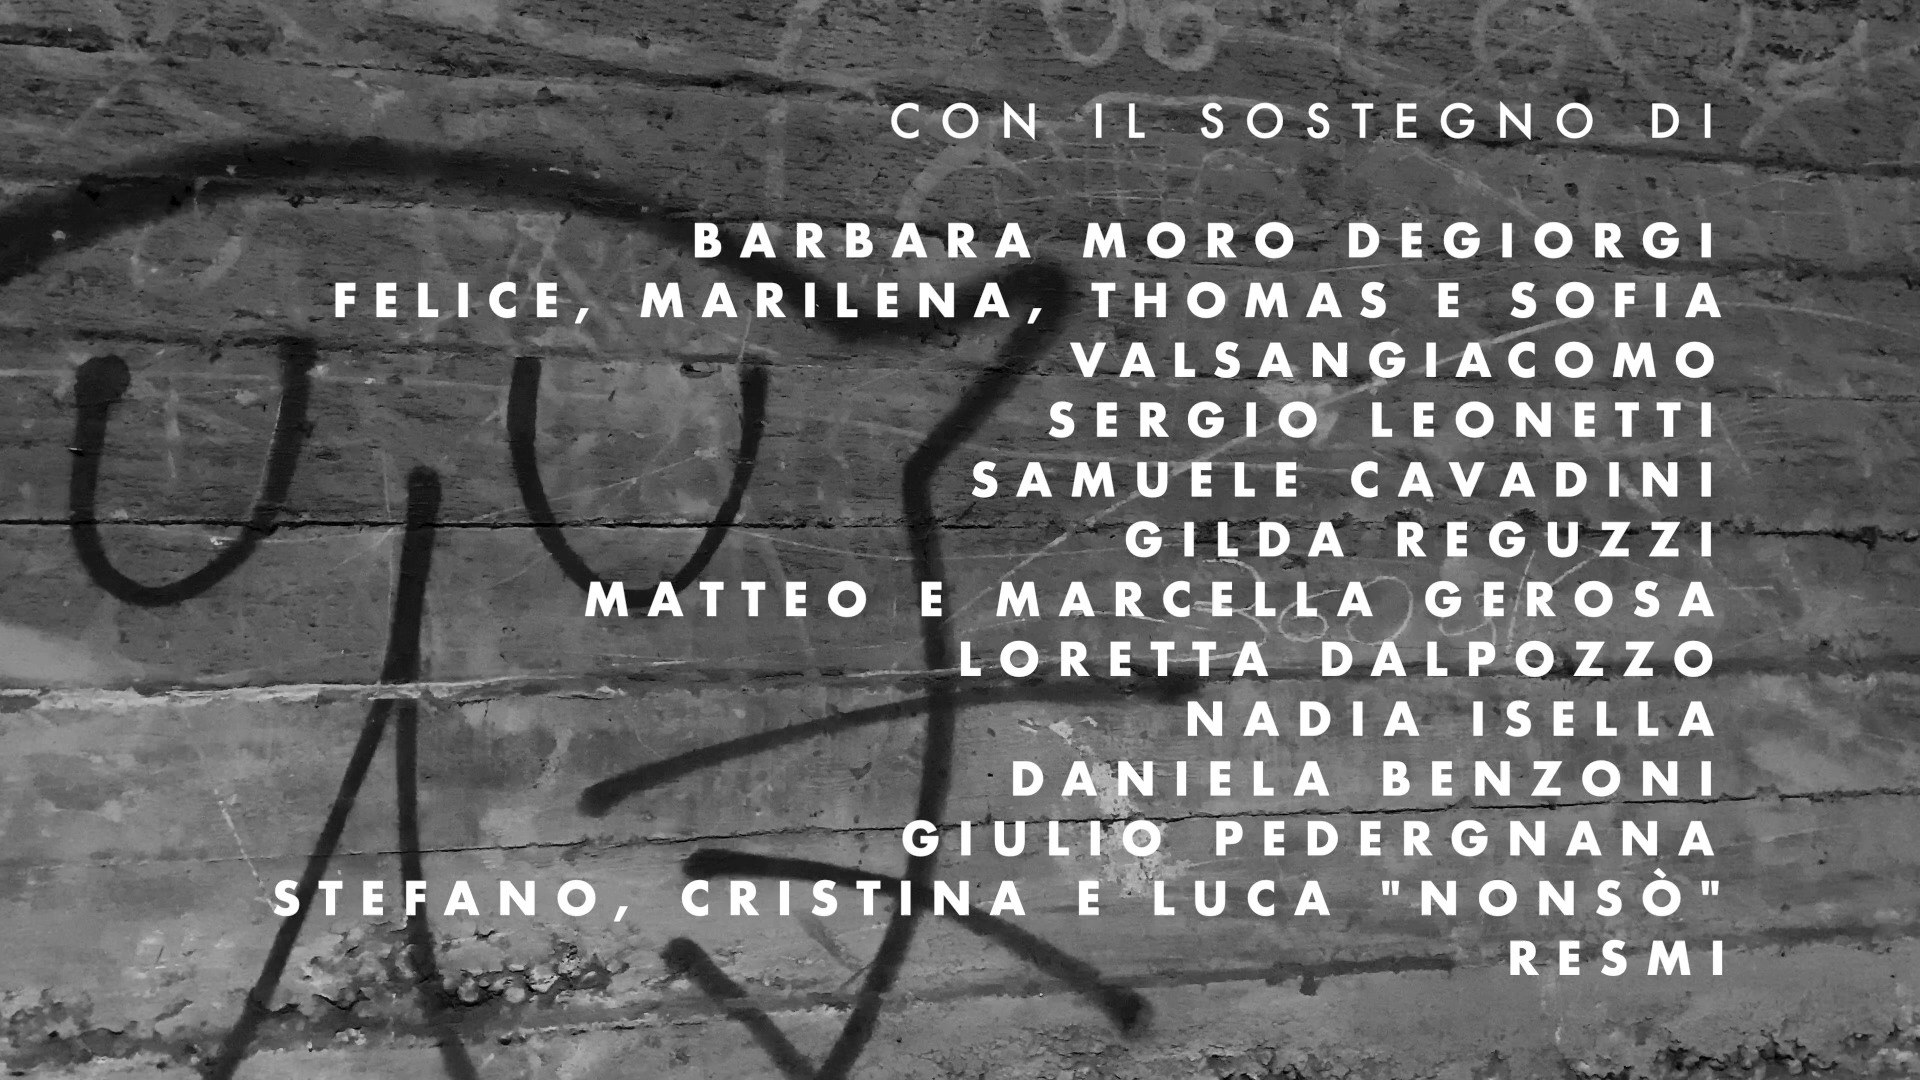 CON IL SOSTEGNO DI
BARBARA MORO DEGIORGI
FELICE, MARILENA, THOMAS E SOFIA
VALSANGIACOMO
SERGIO LEONETTI
SAMUELE CAVADINI
GILDA REGUZZI
MATTEO E MARCELLA GEROSA
LORETTA DALPOZZO
NADIA ISELLA
DANIELA BENZONI
GIULIO PEDERGNANA
STEFANO, CRISTINA E LUCA "NONSÒ"
RESMI